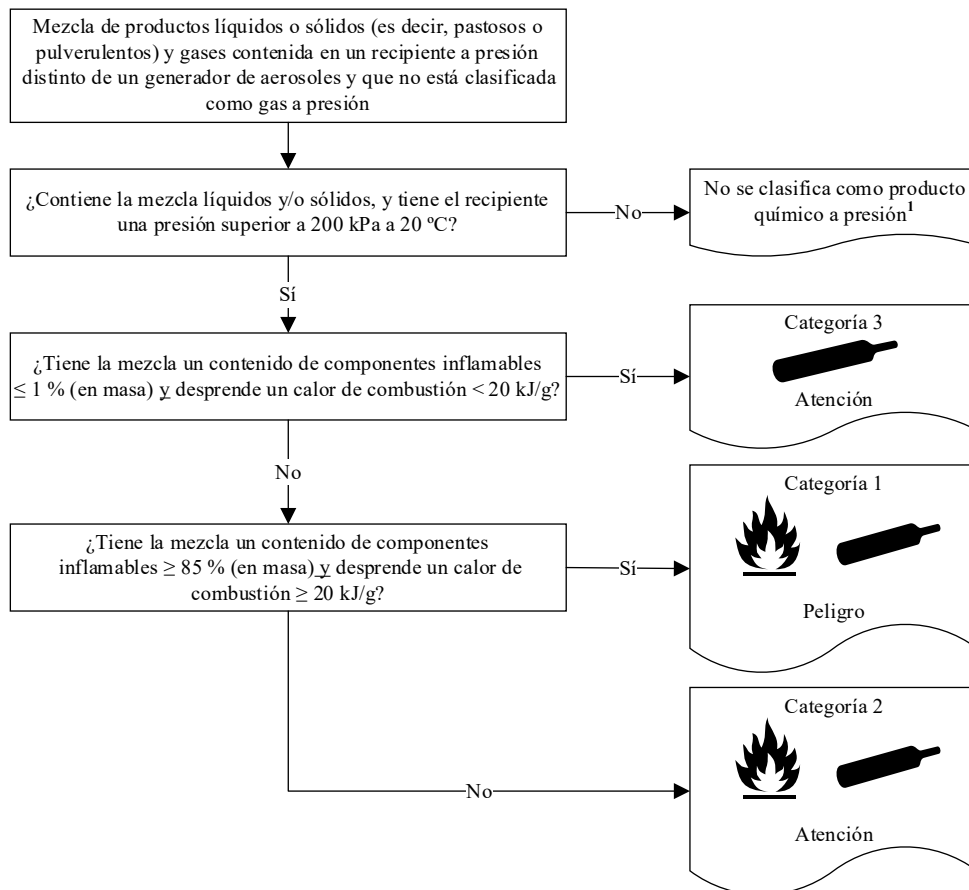 Mezcla de productos líquidos o sólidos (es decir, pastosos o
pulverulentos) y gases contenida en un recipiente a presión
distinto de un generador de aerosoles y que no está clasificada
como gas a presión
¿Contiene la mezcla líquidos y/o sólidos, y tiene el recipiente
una presión superior a 200 kPa a 20 ºC?
No
No se clasifica como producto
químico a presión¹
Sí
¿Tiene la mezcla un contenido de componentes inflamables
≤ 1 % (en masa) y desprende un calor de combustión < 20 kJ/g?
Sí
Categoría 3
Atención
No
¿Tiene la mezcla un contenido de componentes
inflamables ≥ 85 % (en masa) y desprende un calor de
combustión ≥ 20 kJ/g?
Sí
Categoría 1
Peligro
No
Categoría 2
Atención